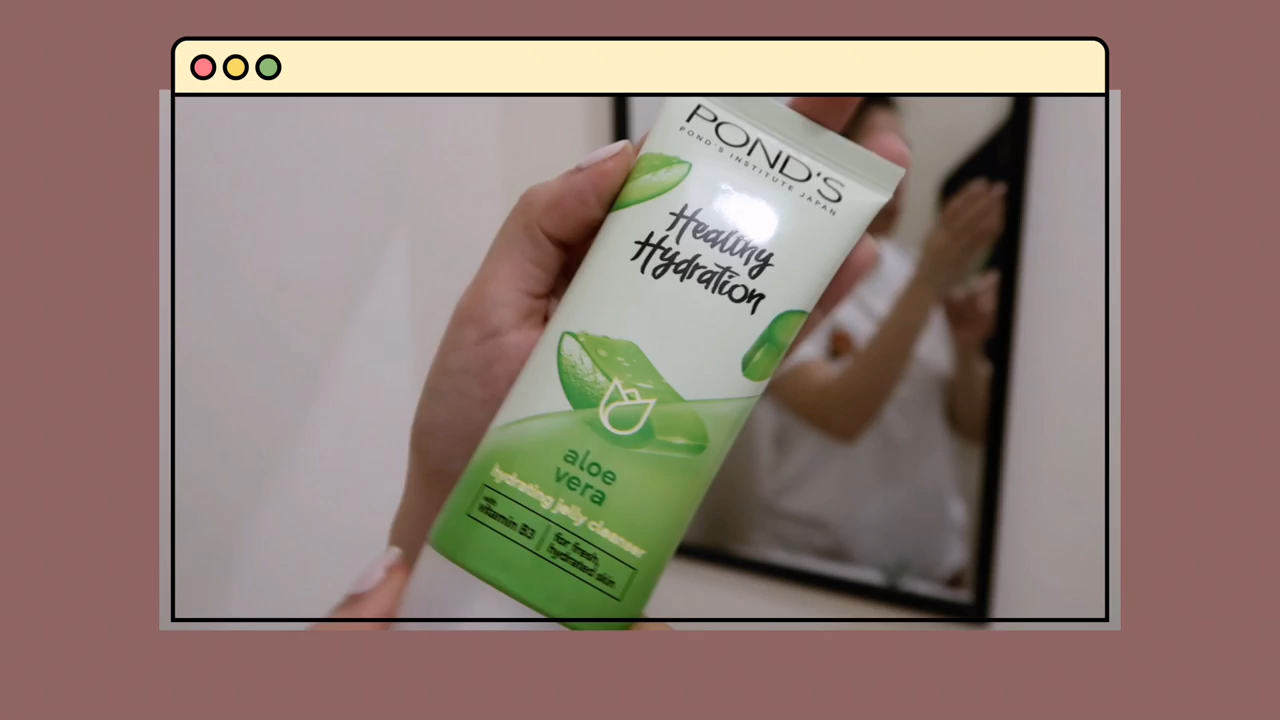 POND'S
POND'S INSTITUTE JAPAN
Healthy
Hydration
aloe
vera
hydrating jelly cleanser
with
vitamin B3
for fresh,
hydrated skin